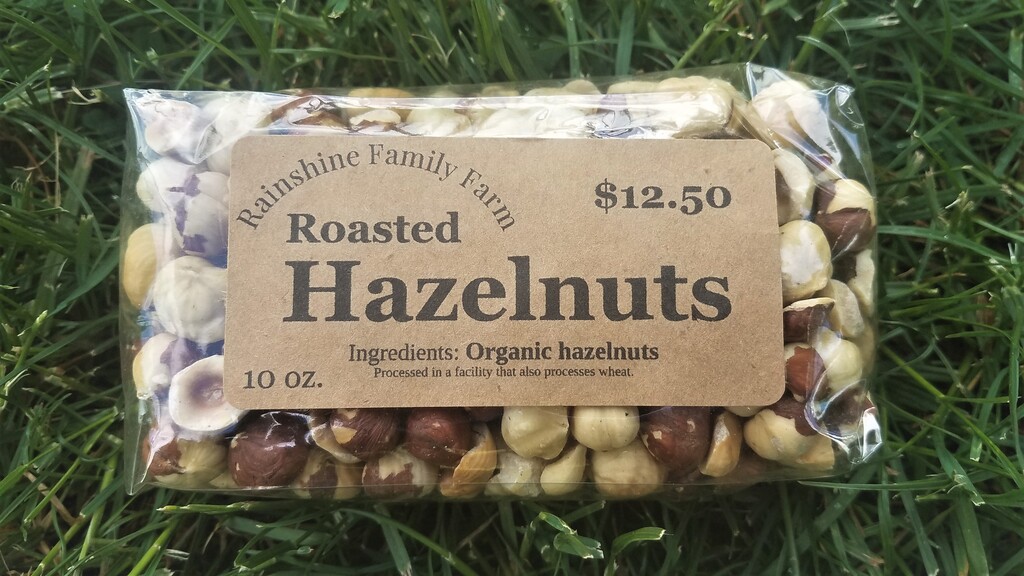 Rainshine Family Farm
$12.50
Roasted
Hazelnuts
Ingredients: Organic hazelnuts
Processed in a facility that also processes wheat.
10 oz.